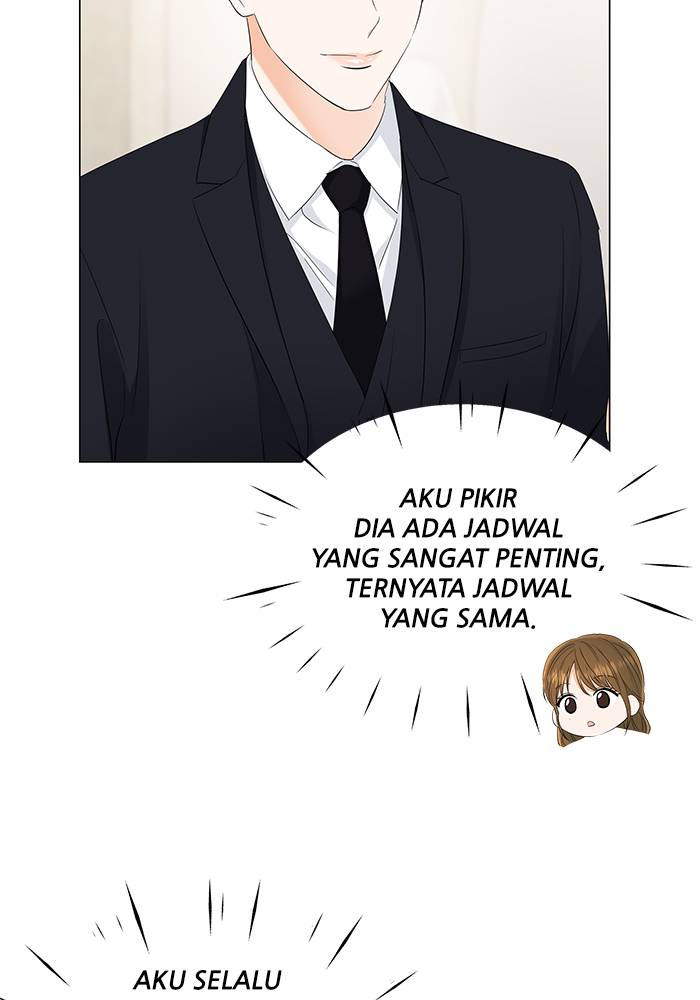 AKU PIKIR
DIA ADA JADWAL
YANG SANGAT PENTING,
TERNYATA JADWAL
YANG SAMA.
AKU SELALU